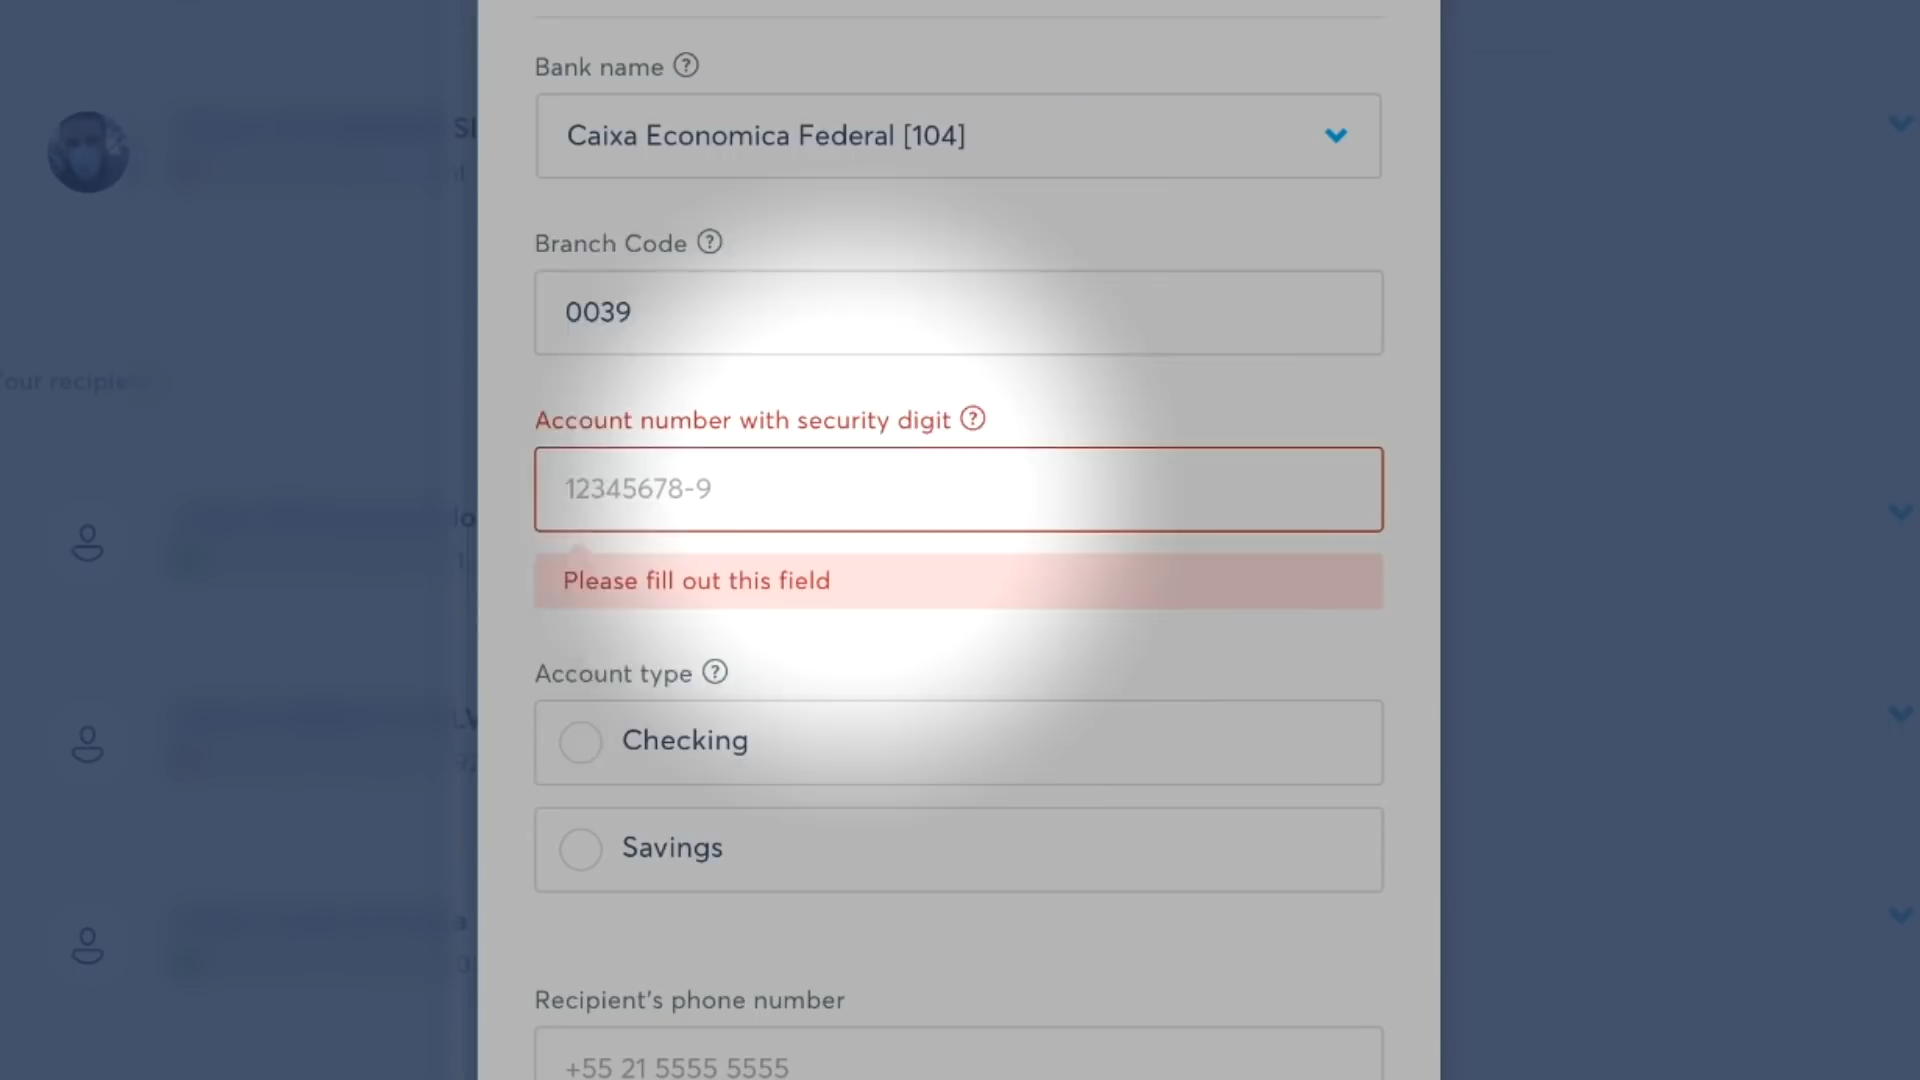 Bank name ?
Caixa Economica Federal [104]
Branch Code ?
0039
Your recipie
Account number with security digit ?
12345678-9
Please fill out this field
Account type ?
Checking
Savings
Recipient's phone number
+55 21 5555 5555